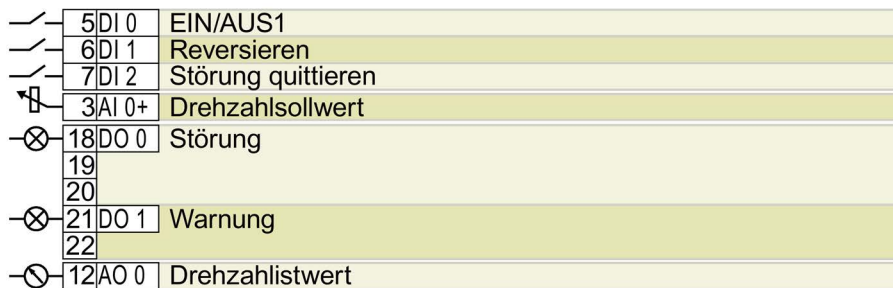 5 DI 0 EIN/AUS1
6 DI 1 Reversieren
7 DI 2 Störung quittieren
3 AI 0+ Drehzahlsollwert
18 DO 0 Störung
19
20
21 DO 1 Warnung
22
12 AO 0 Drehzahlistwert